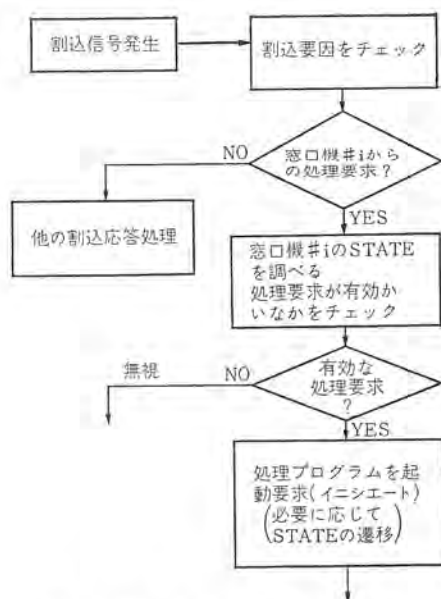 割込信号発生
割込要因をチェック
窓口機#iから
の処理要求?
NO
YES
他の割込応答処理
窓口機#iのSTATE
を調べる
処理要求が有効か
いなかをチェック
無視
NO
有効な
処理要求
?
YES
処理プログラムを起
動要求(イニシエート)
(必要に応じて
STATEの遷移)